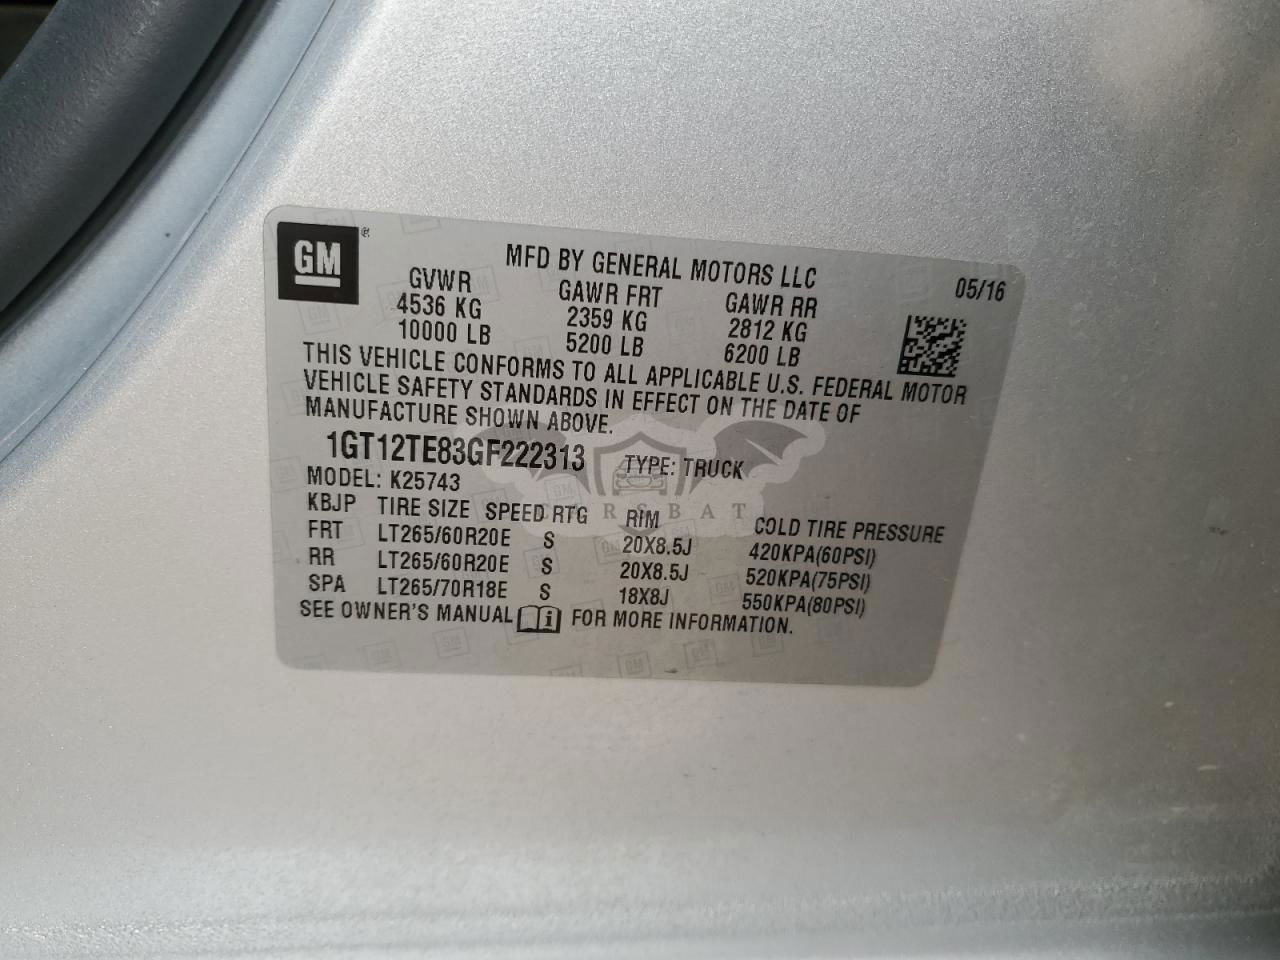 GM ®
MFD BY GENERAL MOTORS LLC 05/16
GVWR GAWR FRT GAWR RR
4536 KG 2359 KG 2812 KG
10000 LB 5200 LB 6200 LB
THIS VEHICLE CONFORMS TO ALL APPLICABLE U.S. FEDERAL MOTOR
VEHICLE SAFETY STANDARDS IN EFFECT ON THE DATE OF
MANUFACTURE SHOWN ABOVE.
1GT12TE83GF222313 TYPE: TRUCK
MODEL: K25743
KBJP TIRE SIZE SPEED RTG RIM COLD TIRE PRESSURE
FRT LT265/60R20E S 20X8.5J 420KPA(60PSI)
RR LT265/60R20E S 20X8.5J 520KPA(75PSI)
SPA LT265/70R18E S 18X8J 550KPA(80PSI)
SEE OWNER'S MANUAL i FOR MORE INFORMATION.